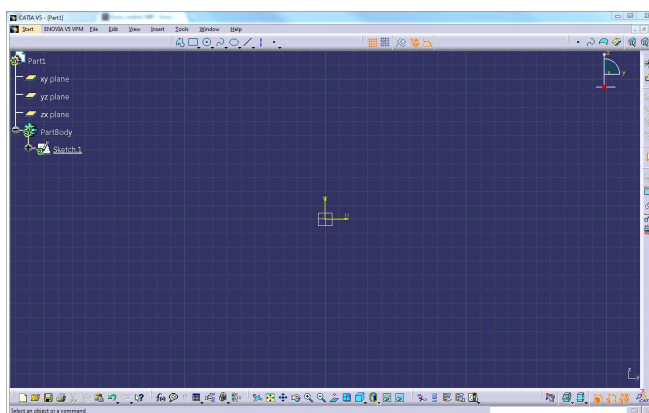 CATIA V5 - [Part1]
Start ENOVIA V5 VPM File Edit View Insert Tools Window Help
Part1
xy plane
yz plane
zx plane
PartBody
Sketch.1
Select an object or a command